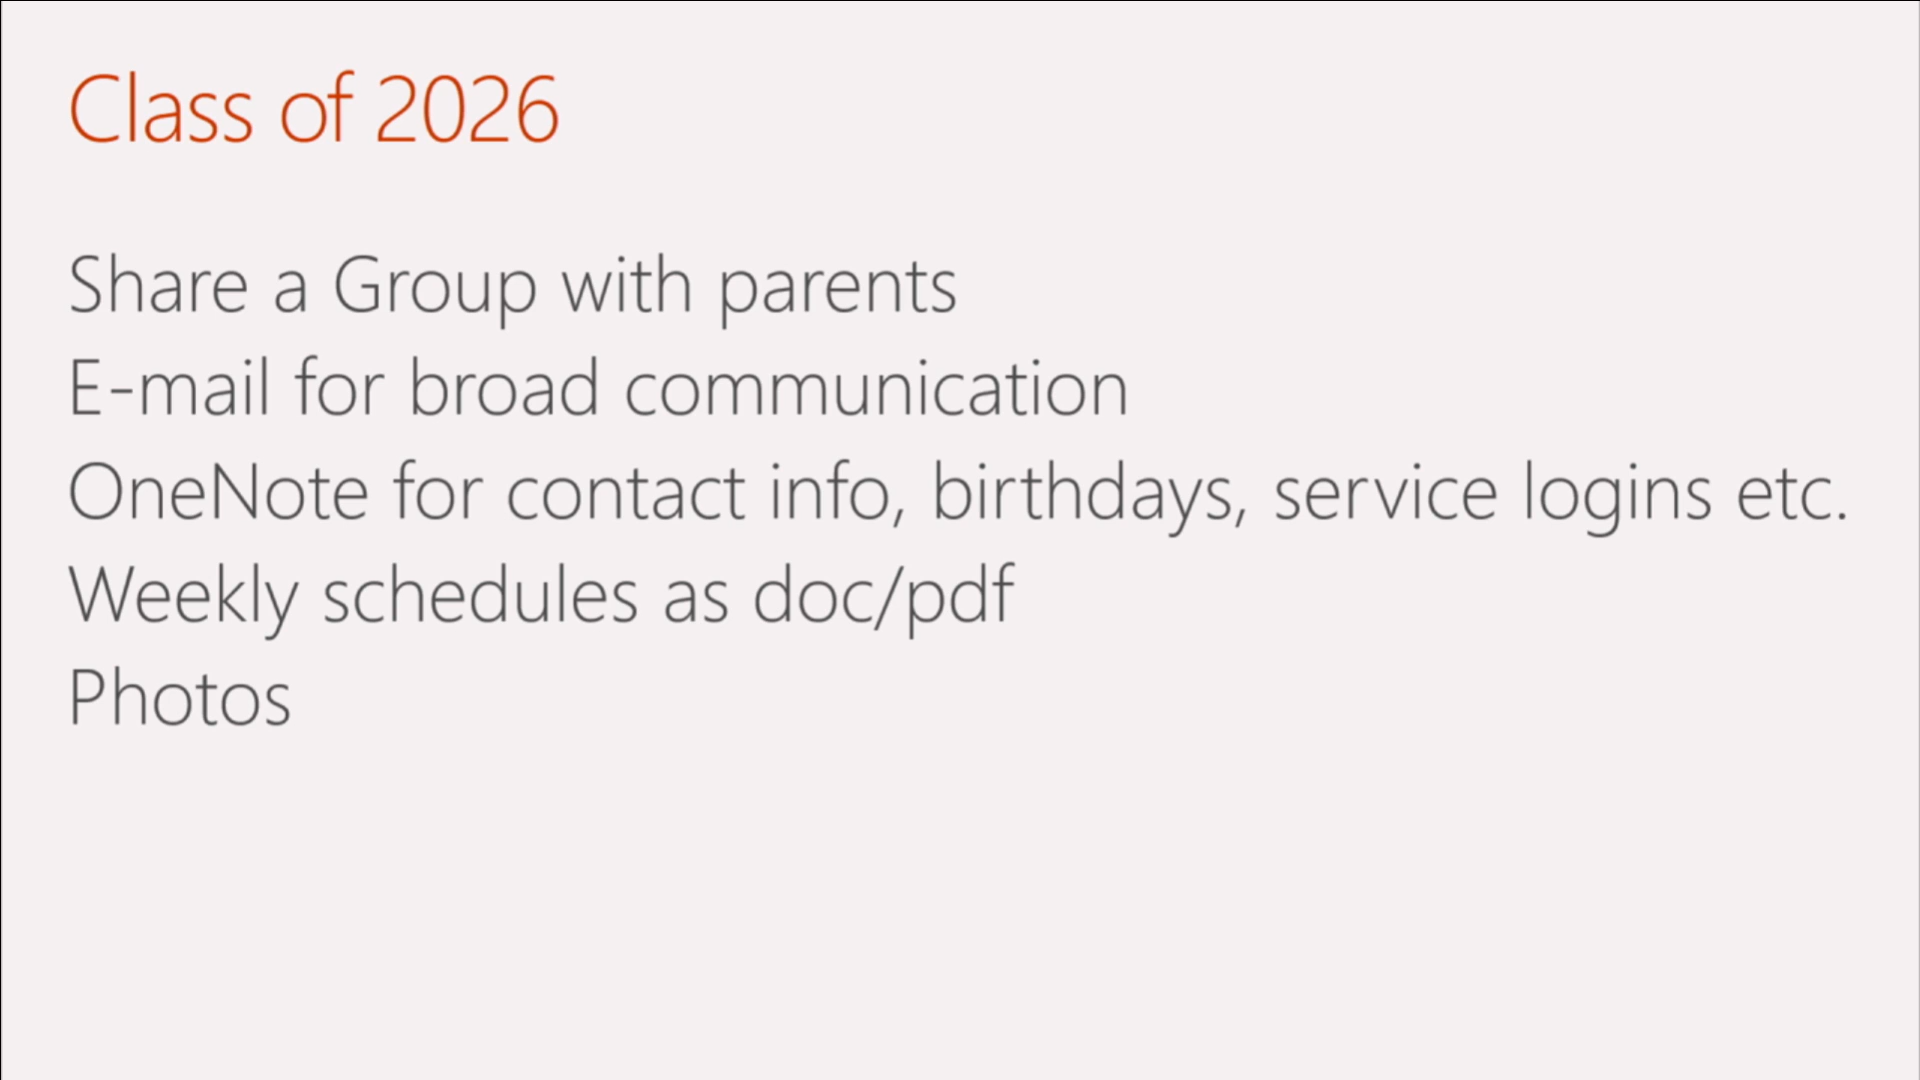 Class of 2026
Share a Group with parents
E-mail for broad communication
OneNote for contact info, birthdays, service logins etc.
Weekly schedules as doc/pdf
Photos